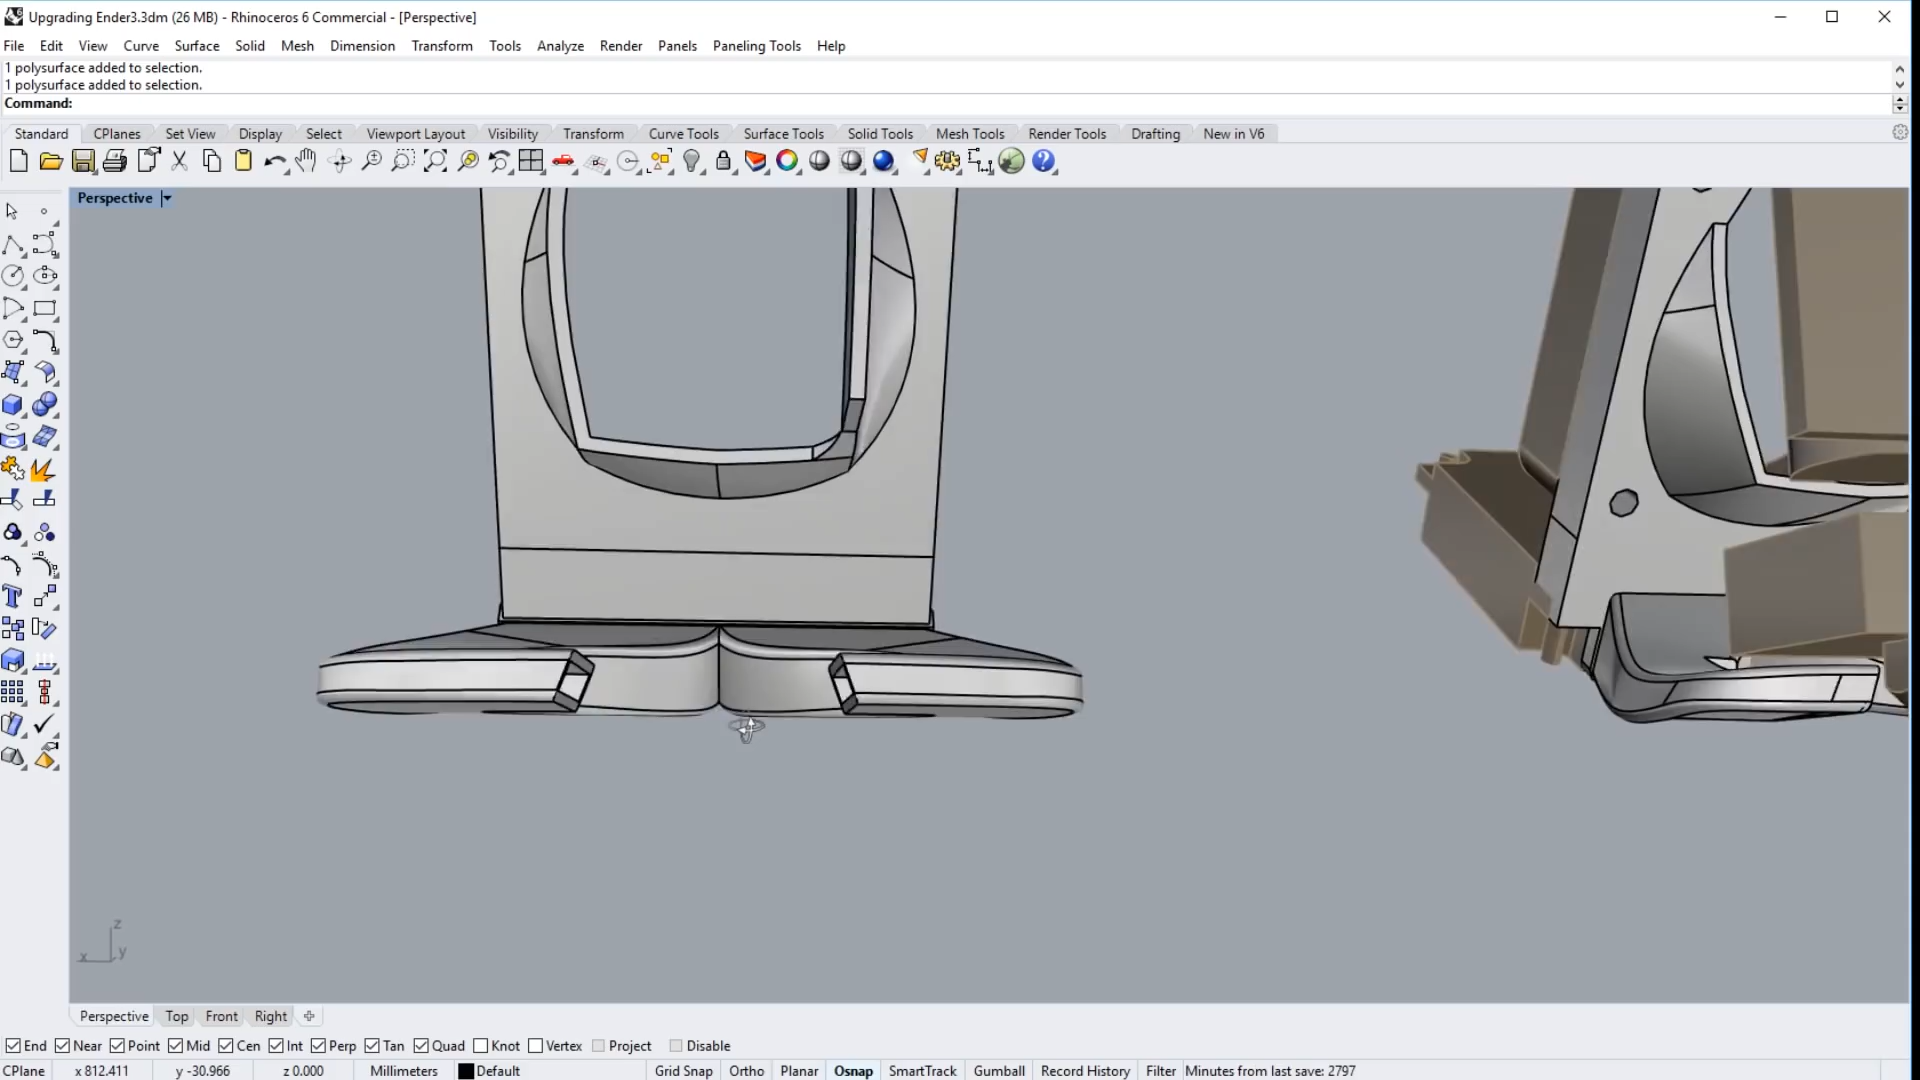 Upgrading Ender3.3dm (26 MB) - Rhinoceros 6 Commercial - [Perspective]
File Edit View Curve Surface Solid Mesh Dimension Transform Tools Analyze Render Panels Paneling Tools Help
1 polysurface added to selection.
1 polysurface added to selection.
Command:
Standard CPlanes Set View Display Select Viewport Layout Visibility Transform Curve Tools Surface Tools Solid Tools Mesh Tools Render Tools Drafting New in V6
Perspective
z
x y
Perspective Top Front Right
End Near Point Mid Cen Int Perp Tan Quad Knot Vertex Project Disable
CPlane x 812.411 y -30.966 z 0.000 Millimeters Default Grid Snap Ortho Planar Osnap SmartTrack Gumball Record History Filter Minutes from last save: 2797